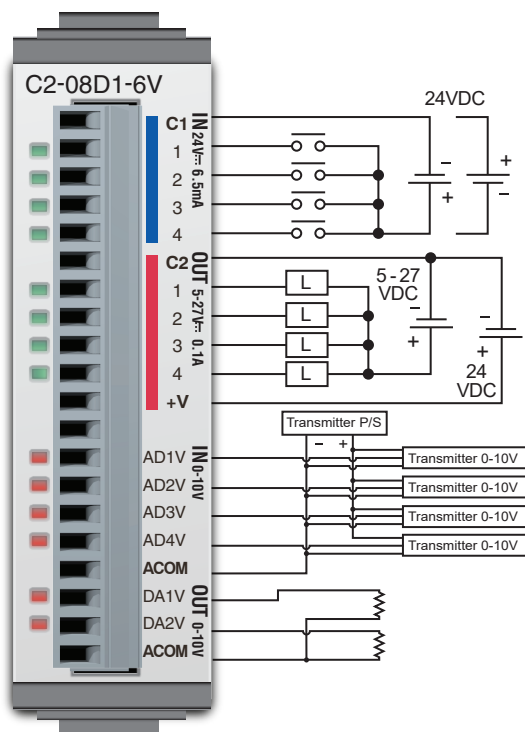 C2-08D1-6V
C1
1
2
3
4
IN 24V⎓ 6.5mA
C2
1
2
3
4
+V
OUT 5-27V⎓ 0.1A
AD1V
AD2V
AD3V
AD4V
ACOM
IN 0-10V
DA1V
DA2V
ACOM
OUT 0-10V
24VDC
−
+
+
−
L
L
L
L
5-27
VDC
−
+
−
+
24
VDC
Transmitter P/S
− +
Transmitter 0-10V
Transmitter 0-10V
Transmitter 0-10V
Transmitter 0-10V